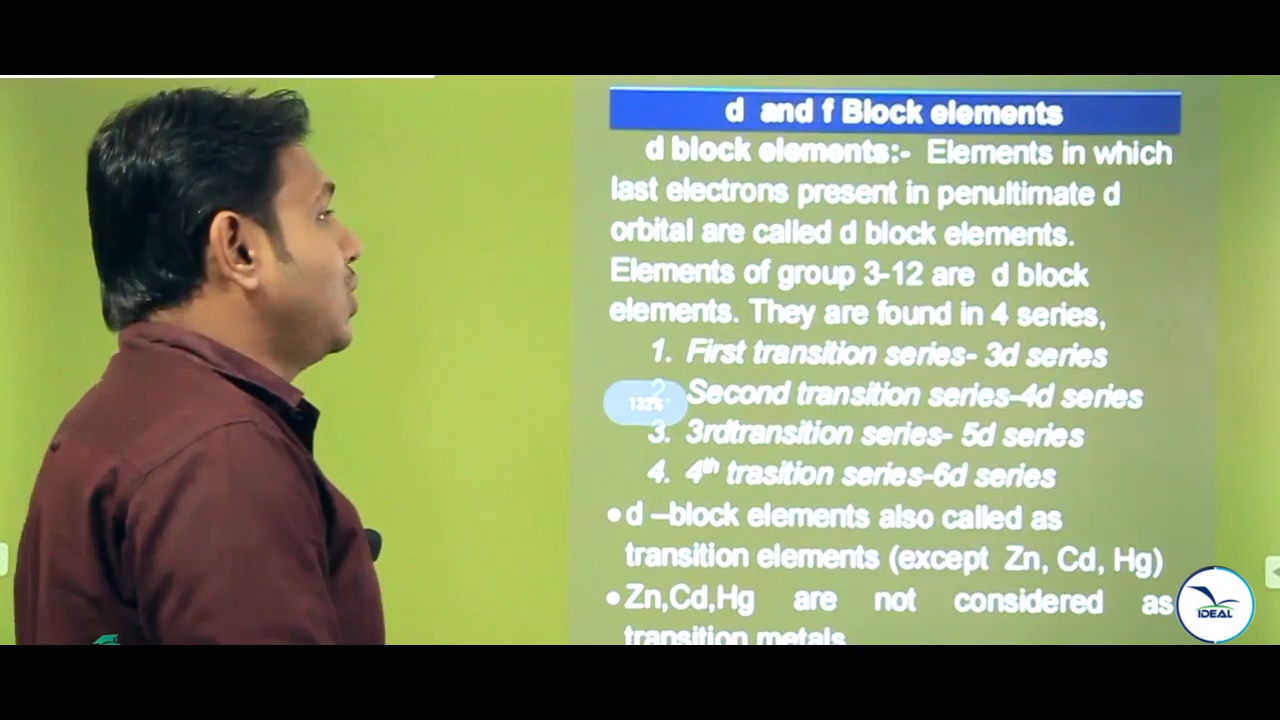 d and f Block elements
d block elements:- Elements in which
last electrons present in penultimate d
orbital are called d block elements.
Elements of group 3-12 are d block
elements. They are found in 4 series,
1. First transition series- 3d series
2 Second transition series-4d series
132%
3. 3rdtransition series- 5d series
4. 4th trasition series-6d series
• d –block elements also called as
transition elements (except Zn, Cd, Hg)
• Zn,Cd,Hg are not considered as
transition metals
IDEAL